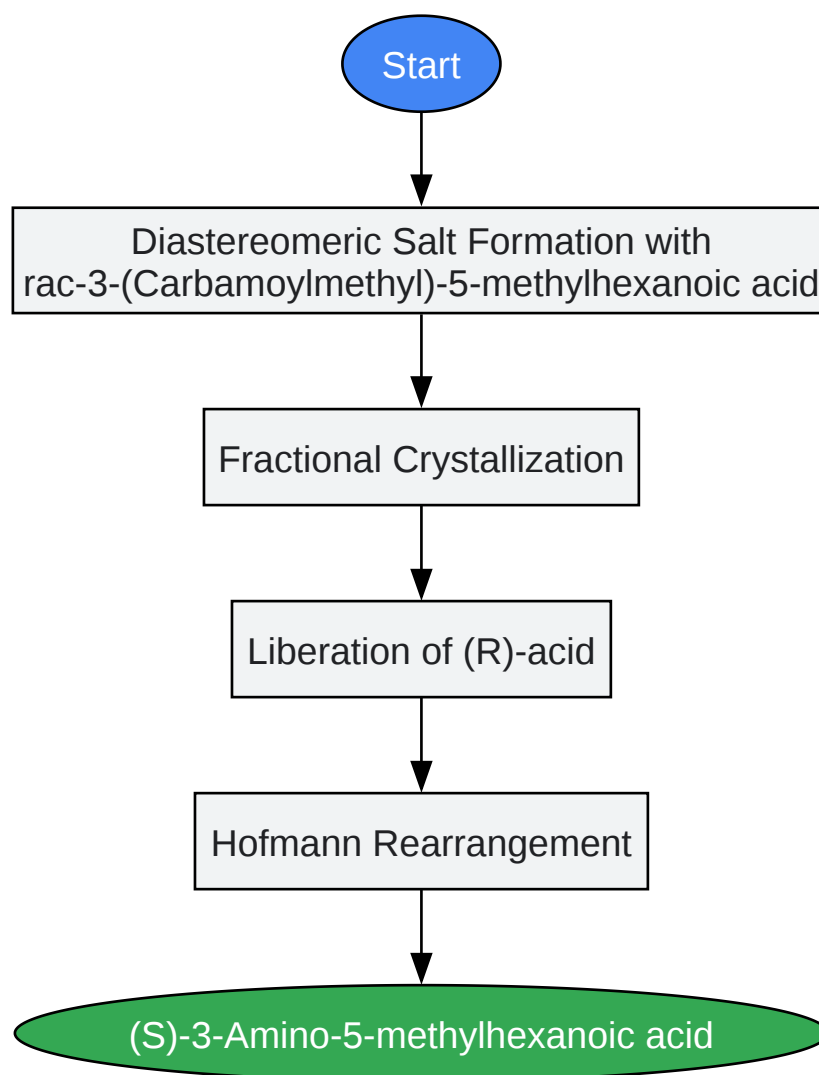 Start
Diastereomeric Salt Formation with
rac-3-(Carbamoylmethyl)-5-methylhexanoic acid
Fractional Crystallization
Liberation of (R)-acid
Hofmann Rearrangement
(S)-3-Amino-5-methylhexanoic acid